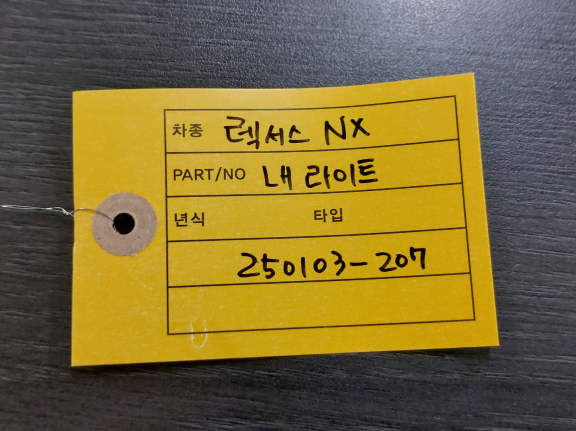 차종 렉서스 NX
PART/NO 내 라이트
년식 타입
250103-207